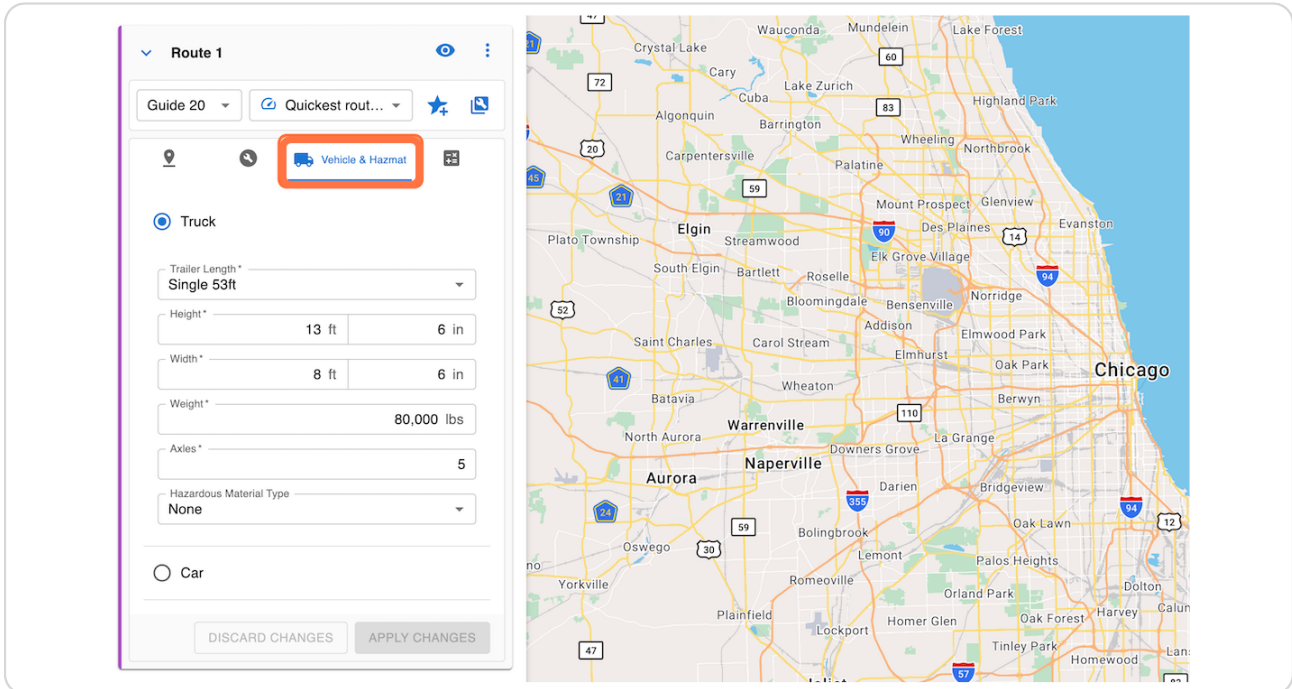 Route 1
Guide 20
Quickest rout...
Vehicle & Hazmat
Truck
Trailer Length*
Single 53ft
Height*
13 ft
6 in
Width*
8 ft
6 in
Weight*
80,000 lbs
Axles*
5
Hazardous Material Type
None
Car
DISCARD CHANGES
APPLY CHANGES
47
Wauconda
Mundelein
Lake Forest
Crystal Lake
60
72
Cary
Lake Zurich
Cuba
Highland Park
83
Algonquin
Barrington
Wheeling
Northbrook
20
Carpentersville
Palatine
45
59
21
Mount Prospect
Glenview
Evanston
Elgin
90
Des Plaines
14
Plato Township
Streamwood
Elk Grove Village
South Elgin
Bartlett
Roselle
94
Bloomingdale
Bensenville
Norridge
52
Addison
Elmwood Park
Saint Charles
Carol Stream
Elmhurst
Oak Park
Chicago
41
Wheaton
Batavia
Berwyn
110
Warrenville
North Aurora
La Grange
Downers Grove
Naperville
Aurora
Darien
Bridgeview
355
94
24
59
Oak Lawn
12
Bolingbrook
Oswego
30
Lemont
Palos Heights
no
Yorkville
Romeoville
Dolton
Orland Park
Plainfield
Harvey
Calun
Homer Glen
Oak Forest
Lockport
47
Tinley Park
Lan
Homewood
57